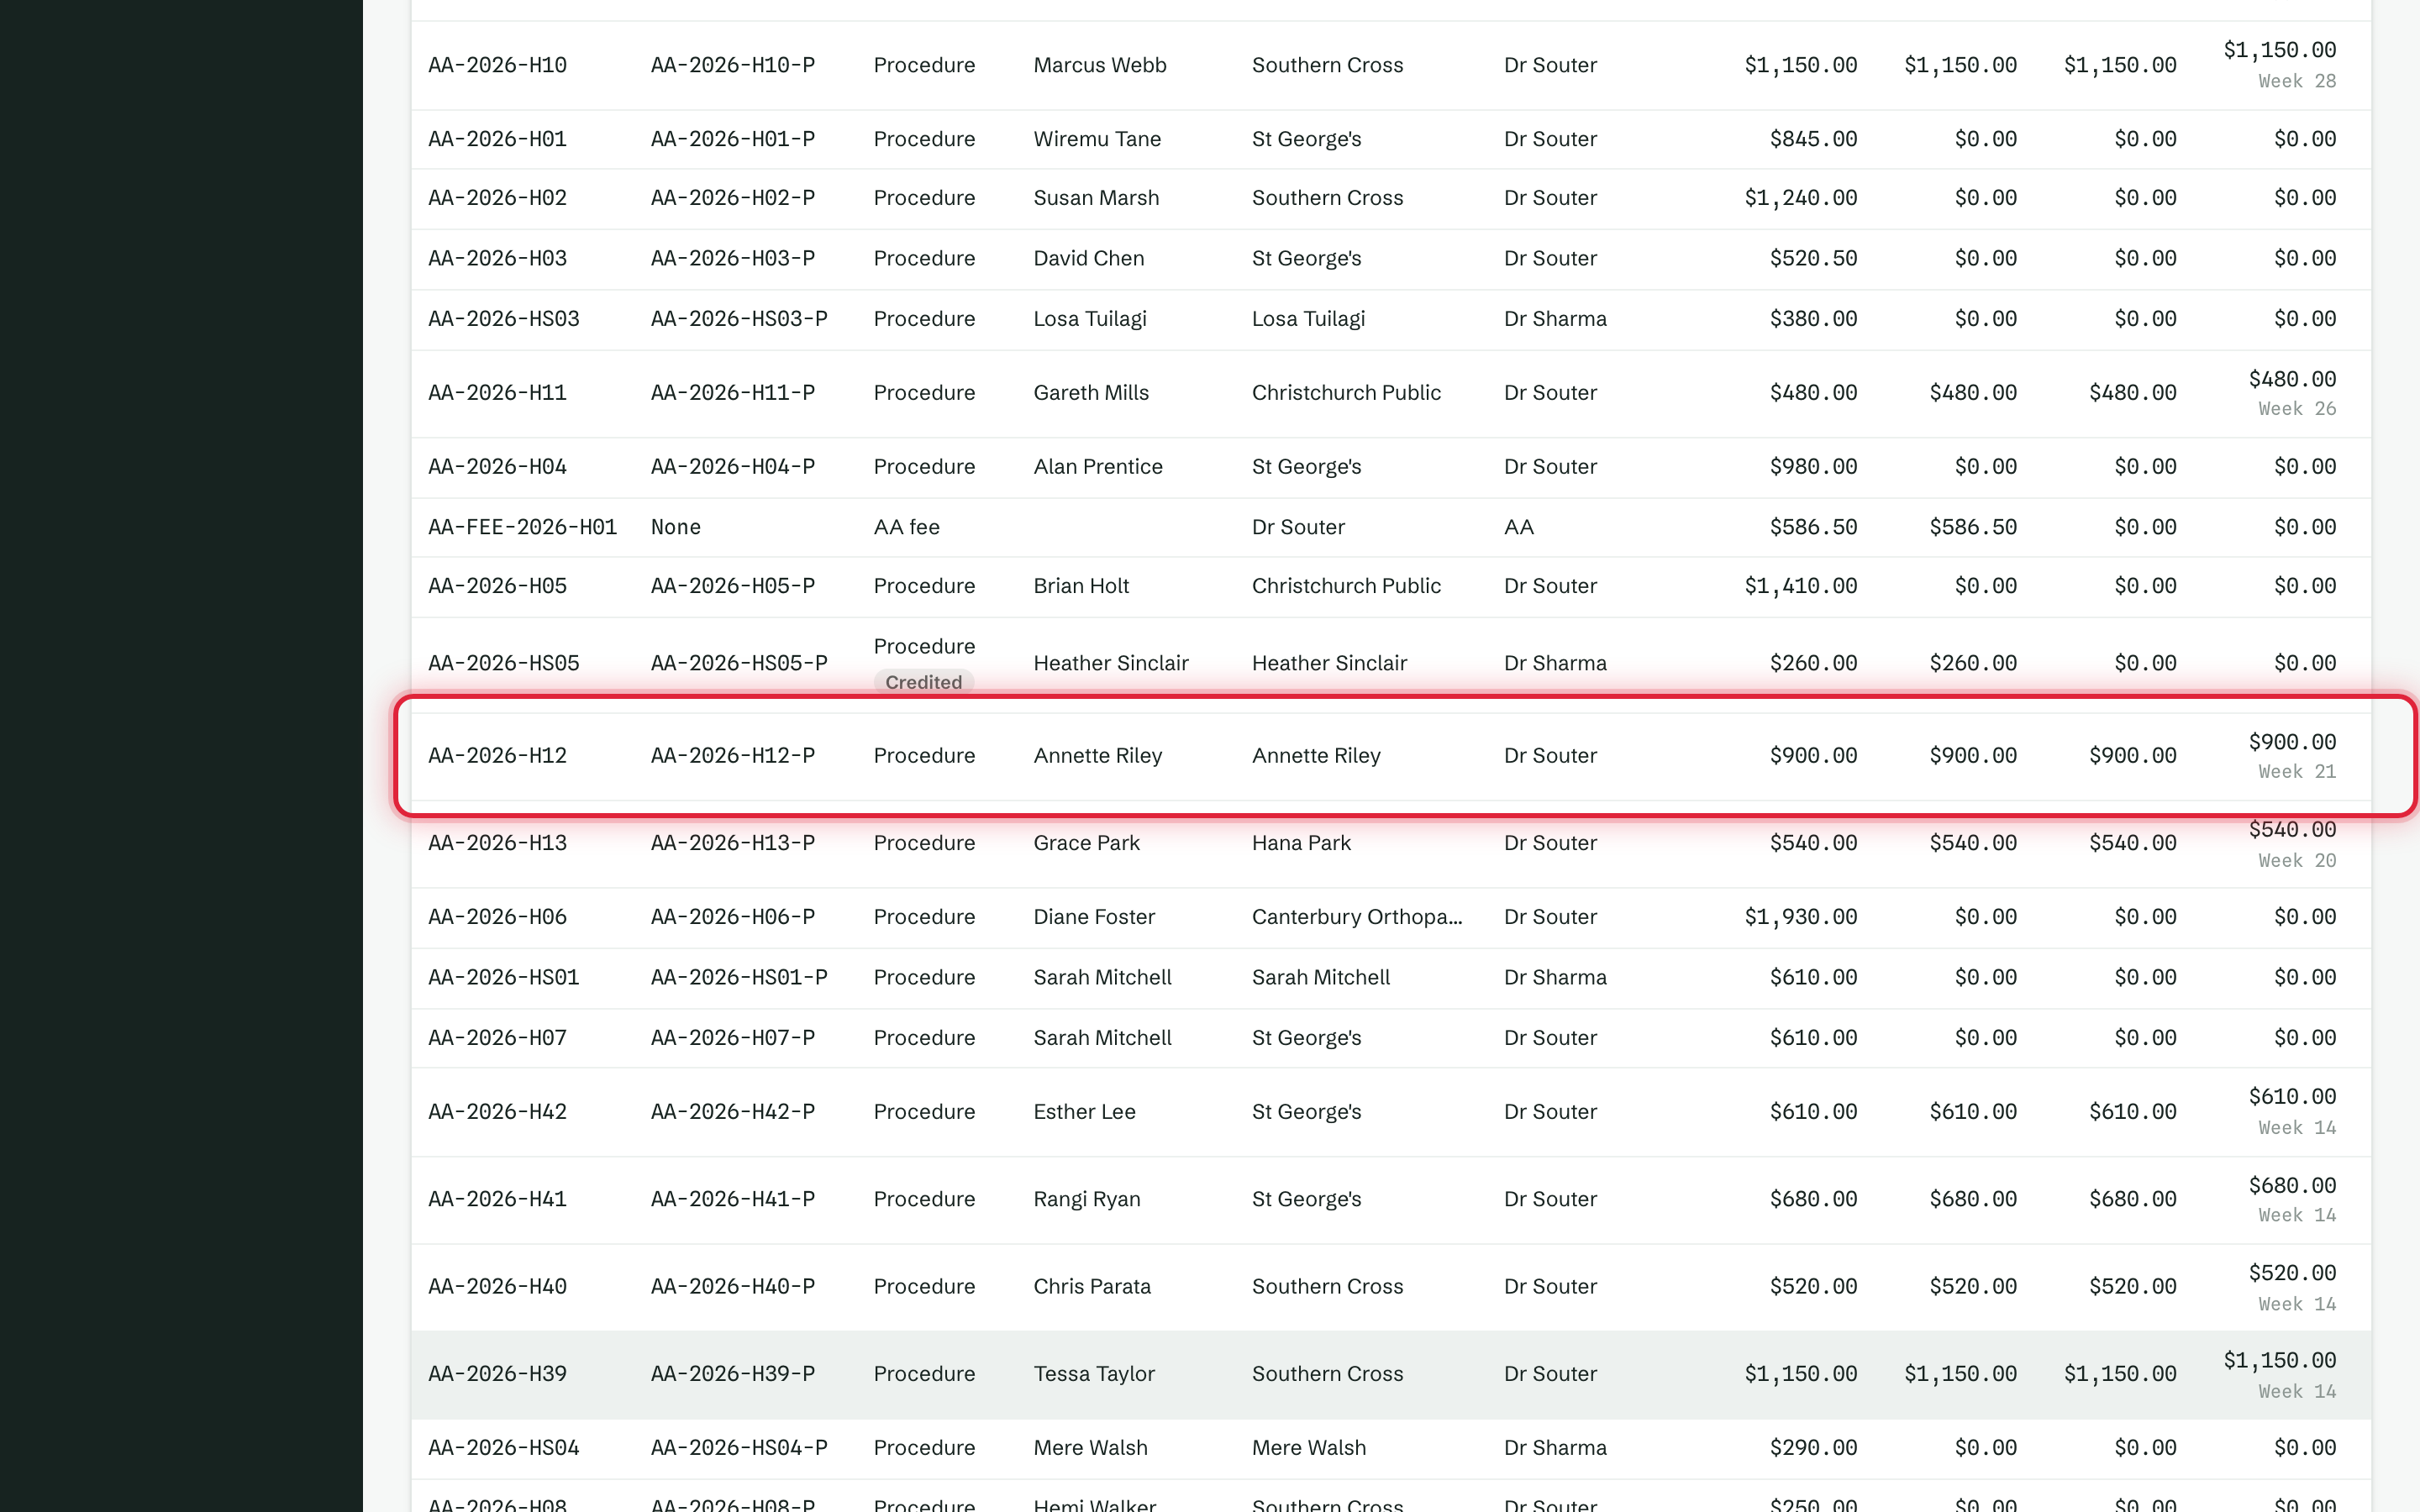 AA-2026-H10 AA-2026-H10-P Procedure Marcus Webb Southern Cross Dr Souter $1,150.00 $1,150.00 $1,150.00 $1,150.00
Week 28
AA-2026-H01 AA-2026-H01-P Procedure Wiremu Tane St George's Dr Souter $845.00 $0.00 $0.00 $0.00
AA-2026-H02 AA-2026-H02-P Procedure Susan Marsh Southern Cross Dr Souter $1,240.00 $0.00 $0.00 $0.00
AA-2026-H03 AA-2026-H03-P Procedure David Chen St George's Dr Souter $520.50 $0.00 $0.00 $0.00
AA-2026-HS03 AA-2026-HS03-P Procedure Losa Tuilagi Losa Tuilagi Dr Sharma $380.00 $0.00 $0.00 $0.00
AA-2026-H11 AA-2026-H11-P Procedure Gareth Mills Christchurch Public Dr Souter $480.00 $480.00 $480.00 $480.00
Week 26
AA-2026-H04 AA-2026-H04-P Procedure Alan Prentice St George's Dr Souter $980.00 $0.00 $0.00 $0.00
AA-FEE-2026-H01 None AA fee Dr Souter AA $586.50 $586.50 $0.00 $0.00
AA-2026-H05 AA-2026-H05-P Procedure Brian Holt Christchurch Public Dr Souter $1,410.00 $0.00 $0.00 $0.00
AA-2026-HS05 AA-2026-HS05-P Procedure Heather Sinclair Heather Sinclair Dr Sharma $260.00 $260.00 $0.00 $0.00
Credited
AA-2026-H12 AA-2026-H12-P Procedure Annette Riley Annette Riley Dr Souter $900.00 $900.00 $900.00 $900.00
Week 21
AA-2026-H13 AA-2026-H13-P Procedure Grace Park Hana Park Dr Souter $540.00 $540.00 $540.00 $540.00
Week 20
AA-2026-H06 AA-2026-H06-P Procedure Diane Foster Canterbury Orthopa... Dr Souter $1,930.00 $0.00 $0.00 $0.00
AA-2026-HS01 AA-2026-HS01-P Procedure Sarah Mitchell Sarah Mitchell Dr Sharma $610.00 $0.00 $0.00 $0.00
AA-2026-H07 AA-2026-H07-P Procedure Sarah Mitchell St George's Dr Souter $610.00 $0.00 $0.00 $0.00
AA-2026-H42 AA-2026-H42-P Procedure Esther Lee St George's Dr Souter $610.00 $610.00 $610.00 $610.00
Week 14
AA-2026-H41 AA-2026-H41-P Procedure Rangi Ryan St George's Dr Souter $680.00 $680.00 $680.00 $680.00
Week 14
AA-2026-H40 AA-2026-H40-P Procedure Chris Parata Southern Cross Dr Souter $520.00 $520.00 $520.00 $520.00
Week 14
AA-2026-H39 AA-2026-H39-P Procedure Tessa Taylor Southern Cross Dr Souter $1,150.00 $1,150.00 $1,150.00 $1,150.00
Week 14
AA-2026-HS04 AA-2026-HS04-P Procedure Mere Walsh Mere Walsh Dr Sharma $290.00 $0.00 $0.00 $0.00
AA-2026-H08 AA-2026-H08-P Procedure Hemi Walker Southern Cross Dr Souter $250.00 $0.00 $0.00 $0.00